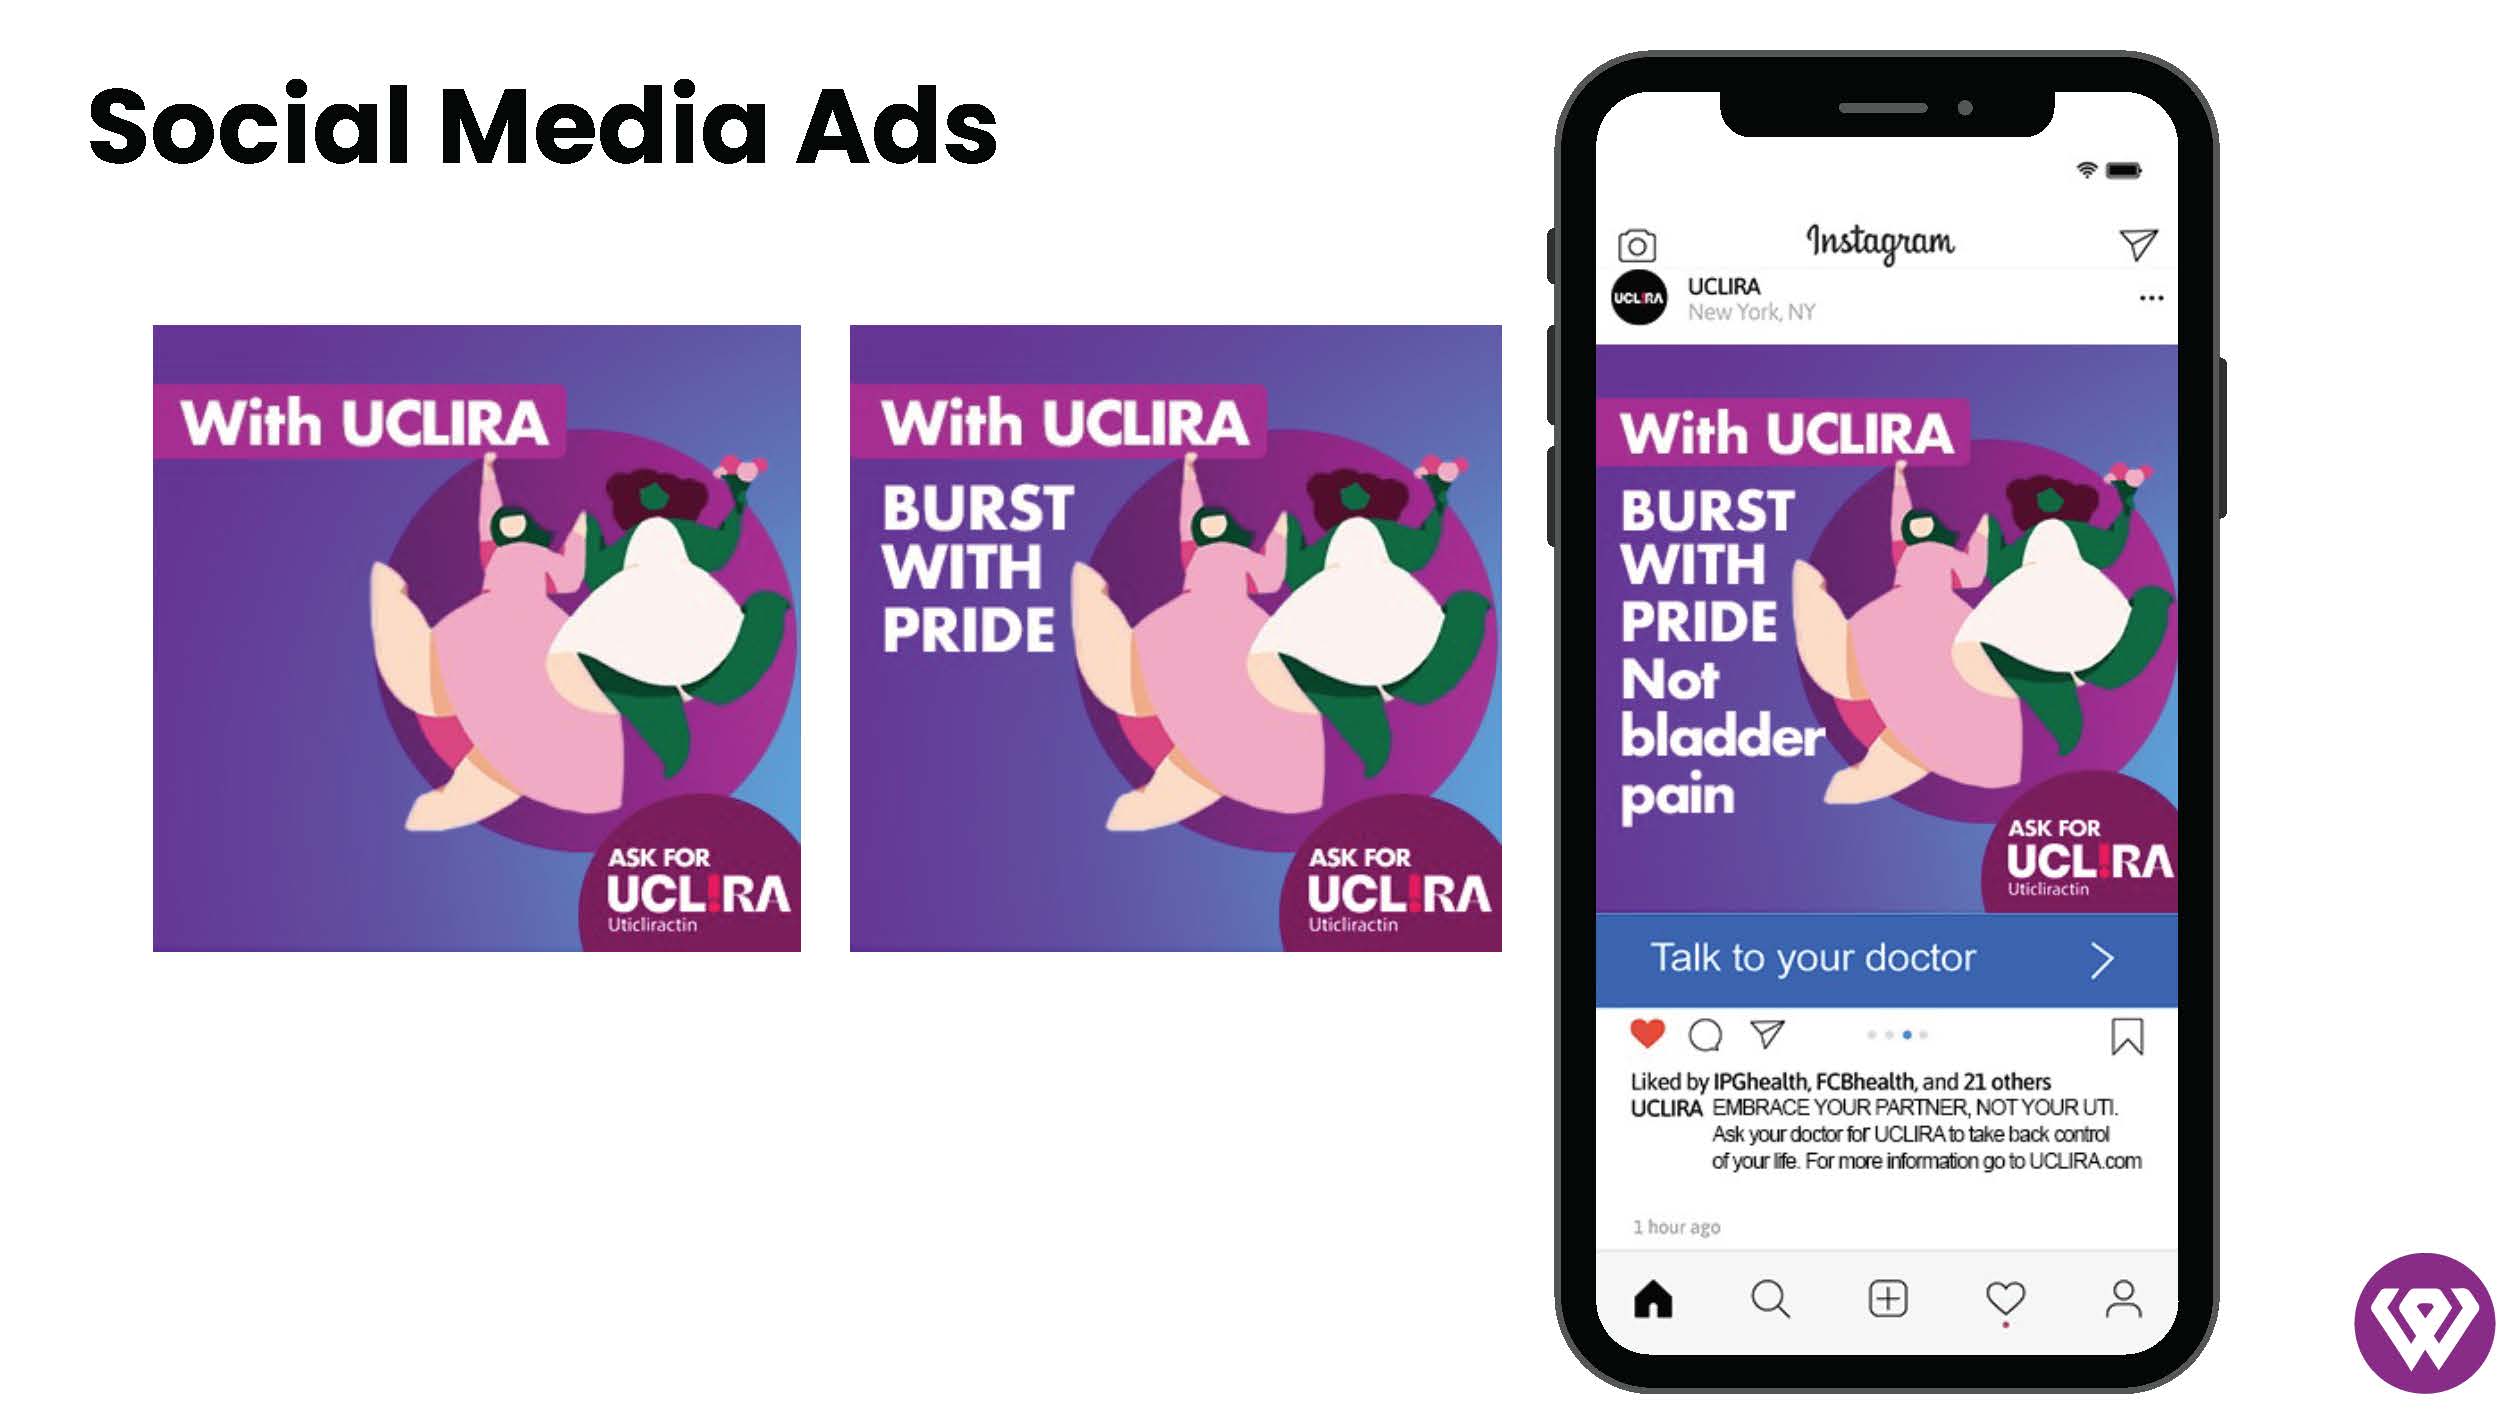 Social Media Ads
With UCLIRA
ASK FOR
UCL!RA
Uticliractin
With UCLIRA
BURST
WITH
PRIDE
ASK FOR
UCL!RA
Uticliractin
Instagram
UCL!RA
UCLIRA
New York, NY
With UCLIRA
BURST
WITH
PRIDE
Not
bladder
pain
ASK FOR
UCL!RA
Uticliractin
Talk to your doctor
Liked by IPGhealth, FCBhealth, and 21 others
UCLIRA EMBRACE YOUR PARTNER, NOT YOUR UTI.
Ask your doctor for UCLIRA to take back control
of your life. For more information go to UCLIRA.com
1 hour ago